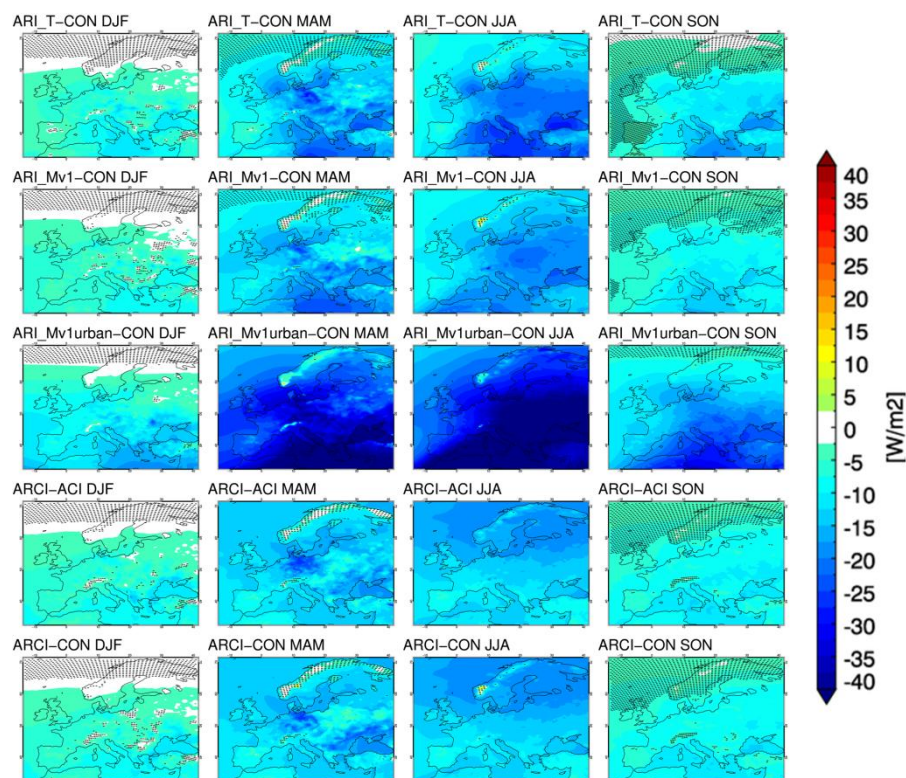 ARI_T-CON DJF
ARI_T-CON MAM
ARI_T-CON JJA
ARI_T-CON SON
ARI_Mv1-CON DJF
ARI_Mv1-CON MAM
ARI_Mv1-CON JJA
ARI_Mv1-CON SON
ARI_Mv1urban-CON DJF
ARI_Mv1urban-CON MAM
ARI_Mv1urban-CON JJA
ARI_Mv1urban-CON SON
ARCI-ACI DJF
ARCI-ACI MAM
ARCI-ACI JJA
ARCI-ACI SON
ARCI-CON DJF
ARCI-CON MAM
ARCI-CON JJA
ARCI-CON SON
40
35
30
25
20
15
10
5
0
-5
-10
-15
-20
-25
-30
-35
-40
[W/m2]